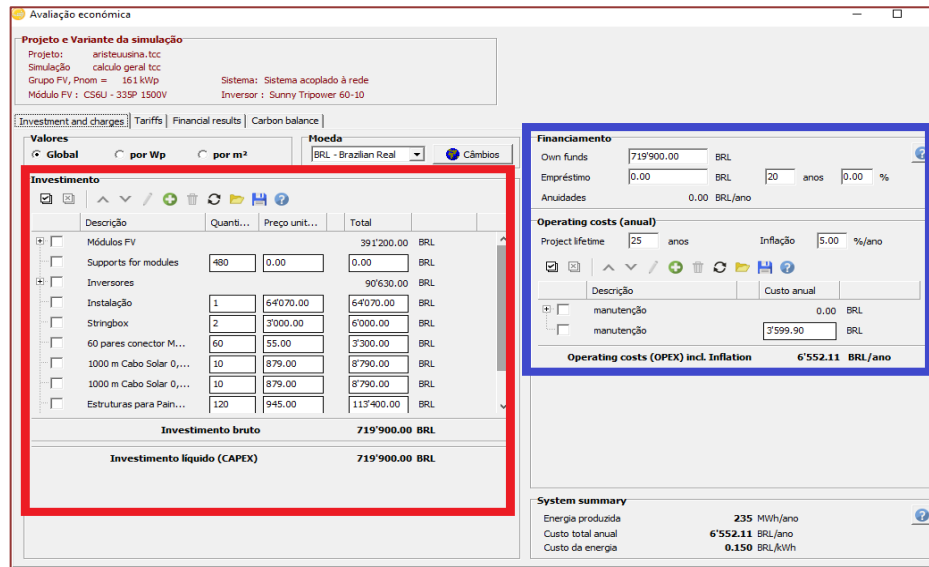 Avaliação económica
Projeto e Variante da simulação
Projeto: aristeuusina.tcc
Simulação calculo geral tcc
Grupo FV, Pnom = 161 kWp Sistema: Sistema acoplado à rede
Módulo FV : CS6U - 335P 1500V Inversor : Sunny Tripower 60-10
Investment and charges Tariffs Financial results Carbon balance
Valores
Global por Wp por m²
Moeda
BRL - Brazilian Real Câmbios
Investimento
Descrição Quanti... Preço unit... Total
Módulos FV 391'200.00 BRL
Supports for modules 480 0.00 0.00 BRL
Inversores 90'630.00 BRL
Instalação 1 64'070.00 64'070.00 BRL
Stringbox 2 3'000.00 6'000.00 BRL
60 pares conector M... 60 55.00 3'300.00 BRL
1000 m Cabo Solar 0,... 10 879.00 8'790.00 BRL
1000 m Cabo Solar 0,... 10 879.00 8'790.00 BRL
Estruturas para Pain... 120 945.00 113'400.00 BRL
Investimento bruto 719'900.00 BRL
Investimento líquido (CAPEX) 719'900.00 BRL
Financiamento
Own funds 719'900.00 BRL
Empréstimo 0.00 BRL 20 anos 0.00 %
Anuidades 0.00 BRL/ano
Operating costs (anual)
Project lifetime 25 anos Inflação 5.00 %/ano
Descrição Custo anual
manutenção 0.00 BRL
manutenção 3'599.90 BRL
Operating costs (OPEX) incl. Inflation 6'552.11 BRL/ano
System summary
Energia produzida 235 MWh/ano
Custo total anual 6'552.11 BRL/ano
Custo da energia 0.150 BRL/kWh